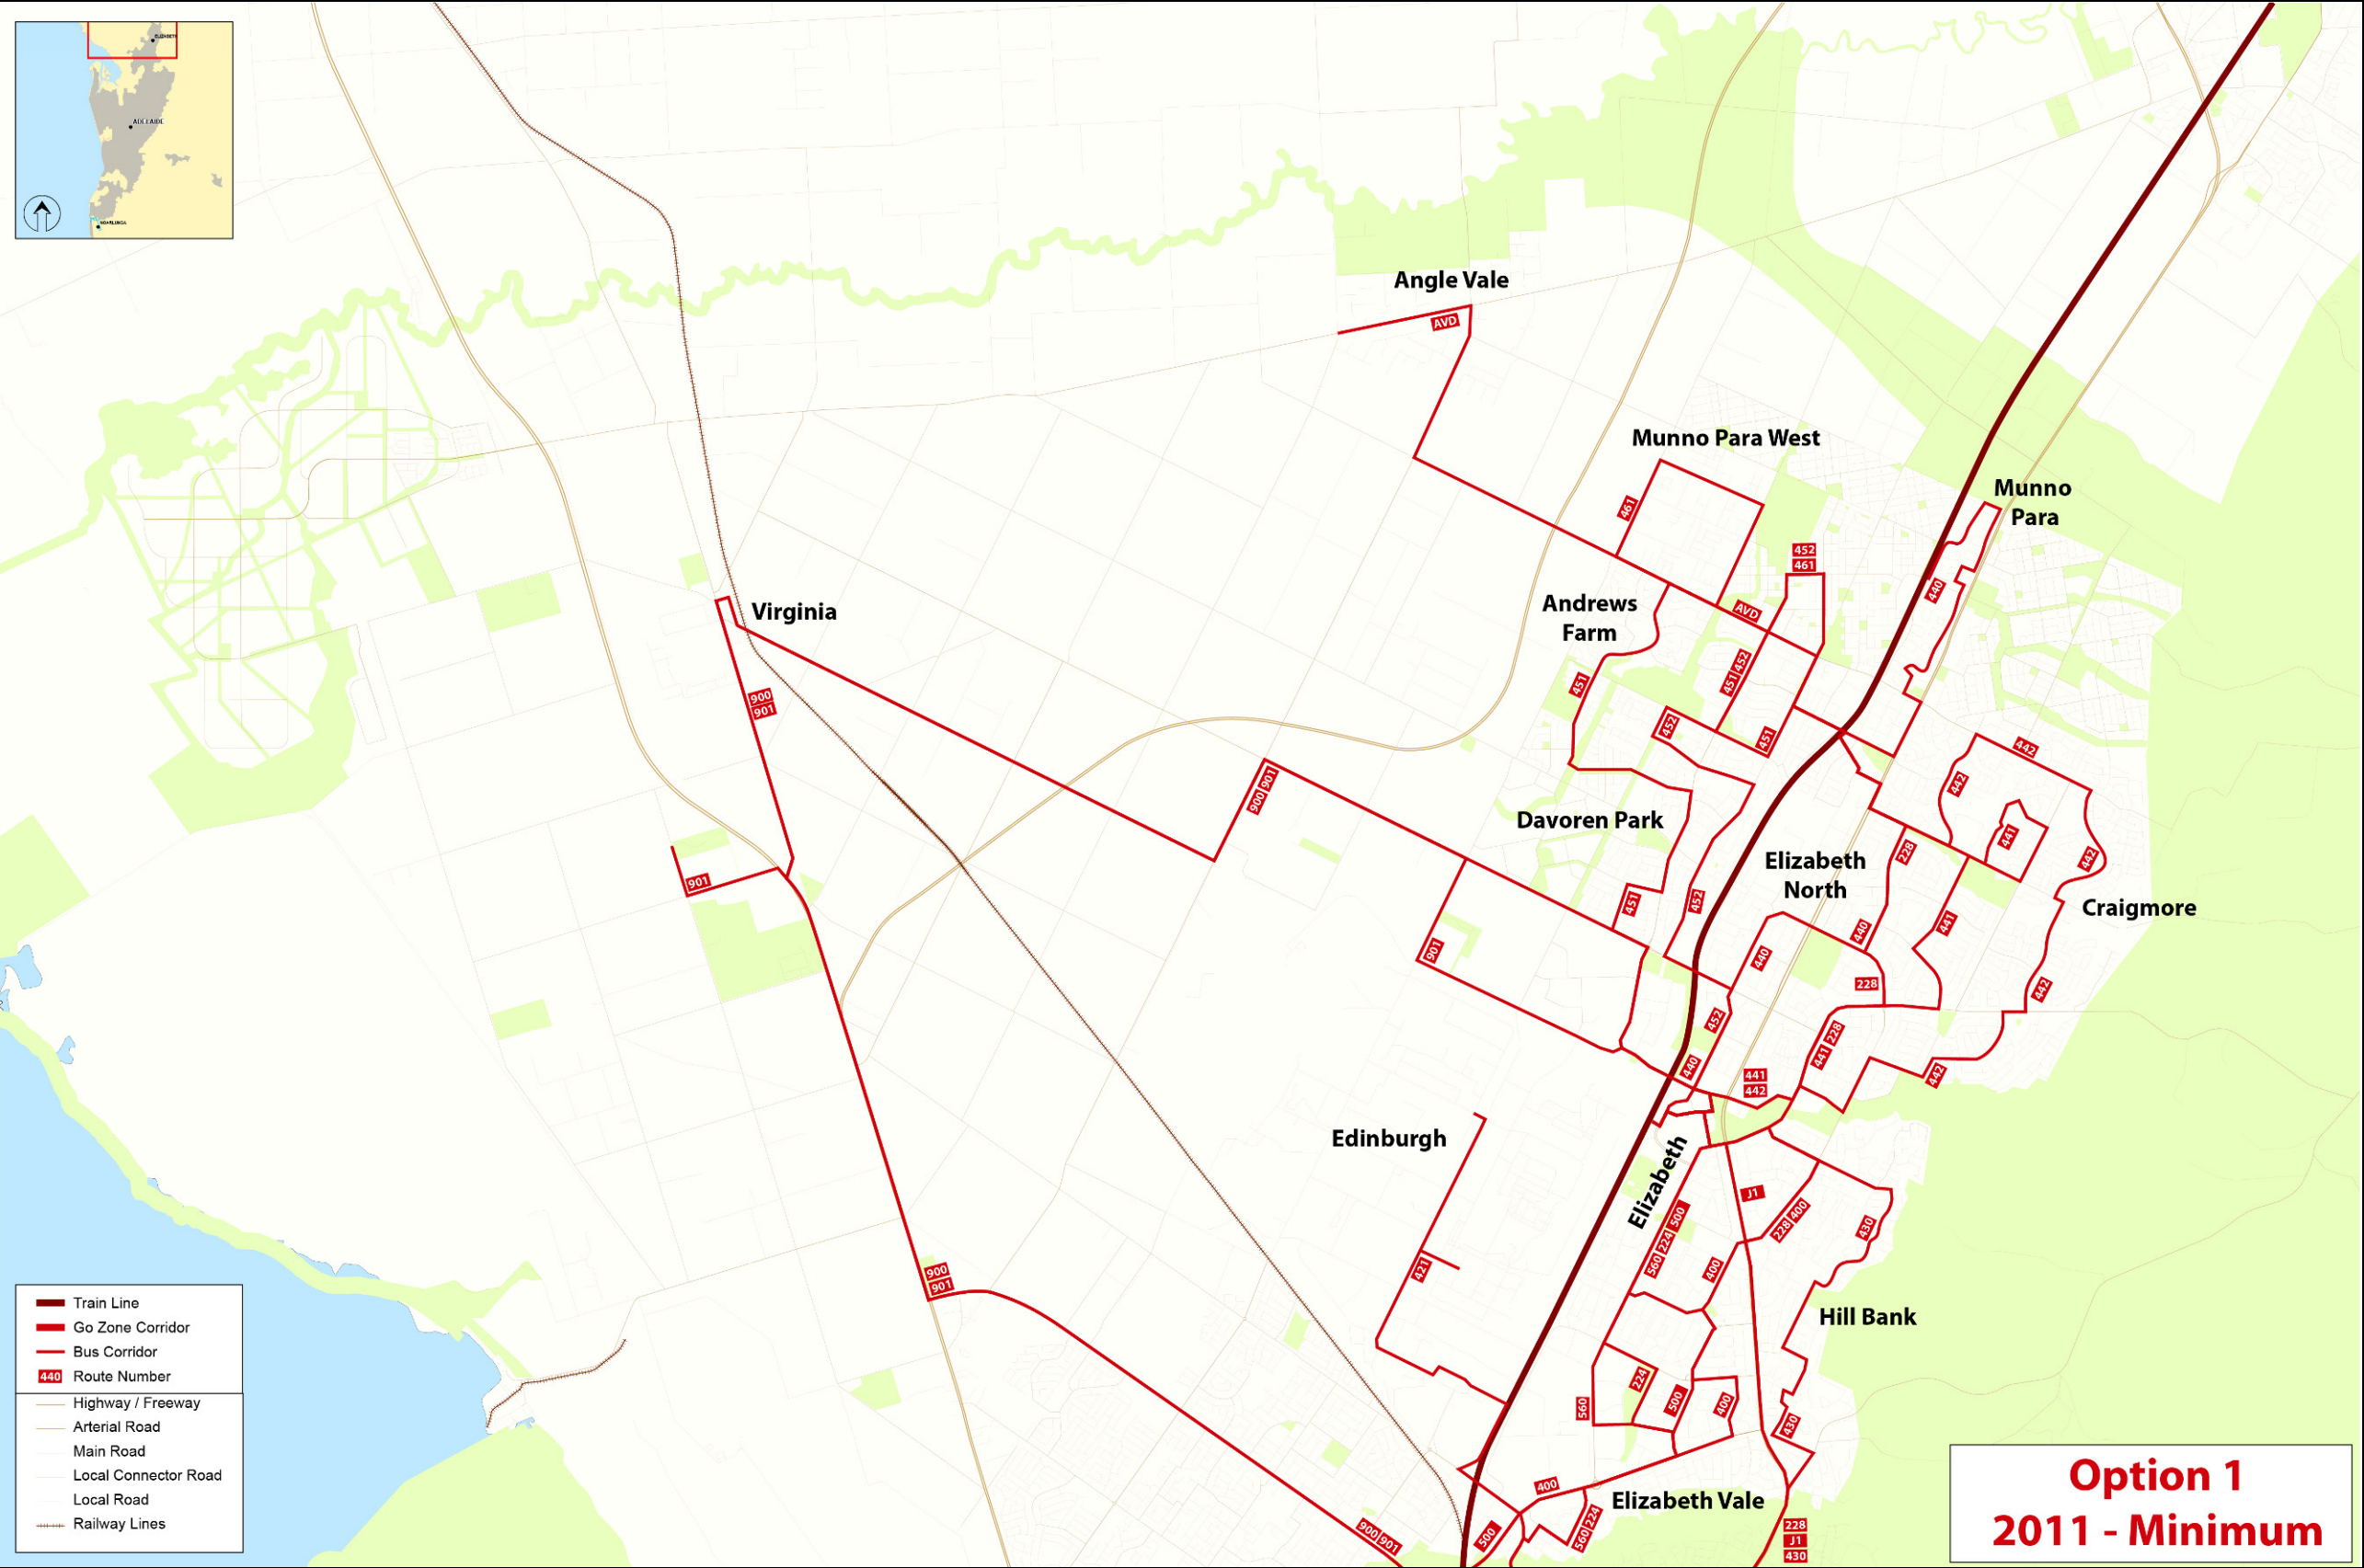 ELIZABETH
ADELAIDE
NOARLUNGA
Angle Vale
AVD
Munno Para West
461
Munno
Para
452
461
440
Andrews
Farm
AVD
Virginia
451
451 452
452
451
900
901
900 901
442
442
441
442
Davoren Park
Elizabeth
North
228
Craigmore
901
451
452
440
441
901
440
228
442
452
441 228
440
441
442
442
Edinburgh
Elizabeth
J1
228 400
430
560 224 500
400
421
900
901
Hill Bank
224
500
400
560
430
400
Elizabeth Vale
900 901
500
560 224
228
J1
430
Train Line
Go Zone Corridor
Bus Corridor
440 Route Number
Highway / Freeway
Arterial Road
Main Road
Local Connector Road
Local Road
Railway Lines
Option 1
2011 - Minimum